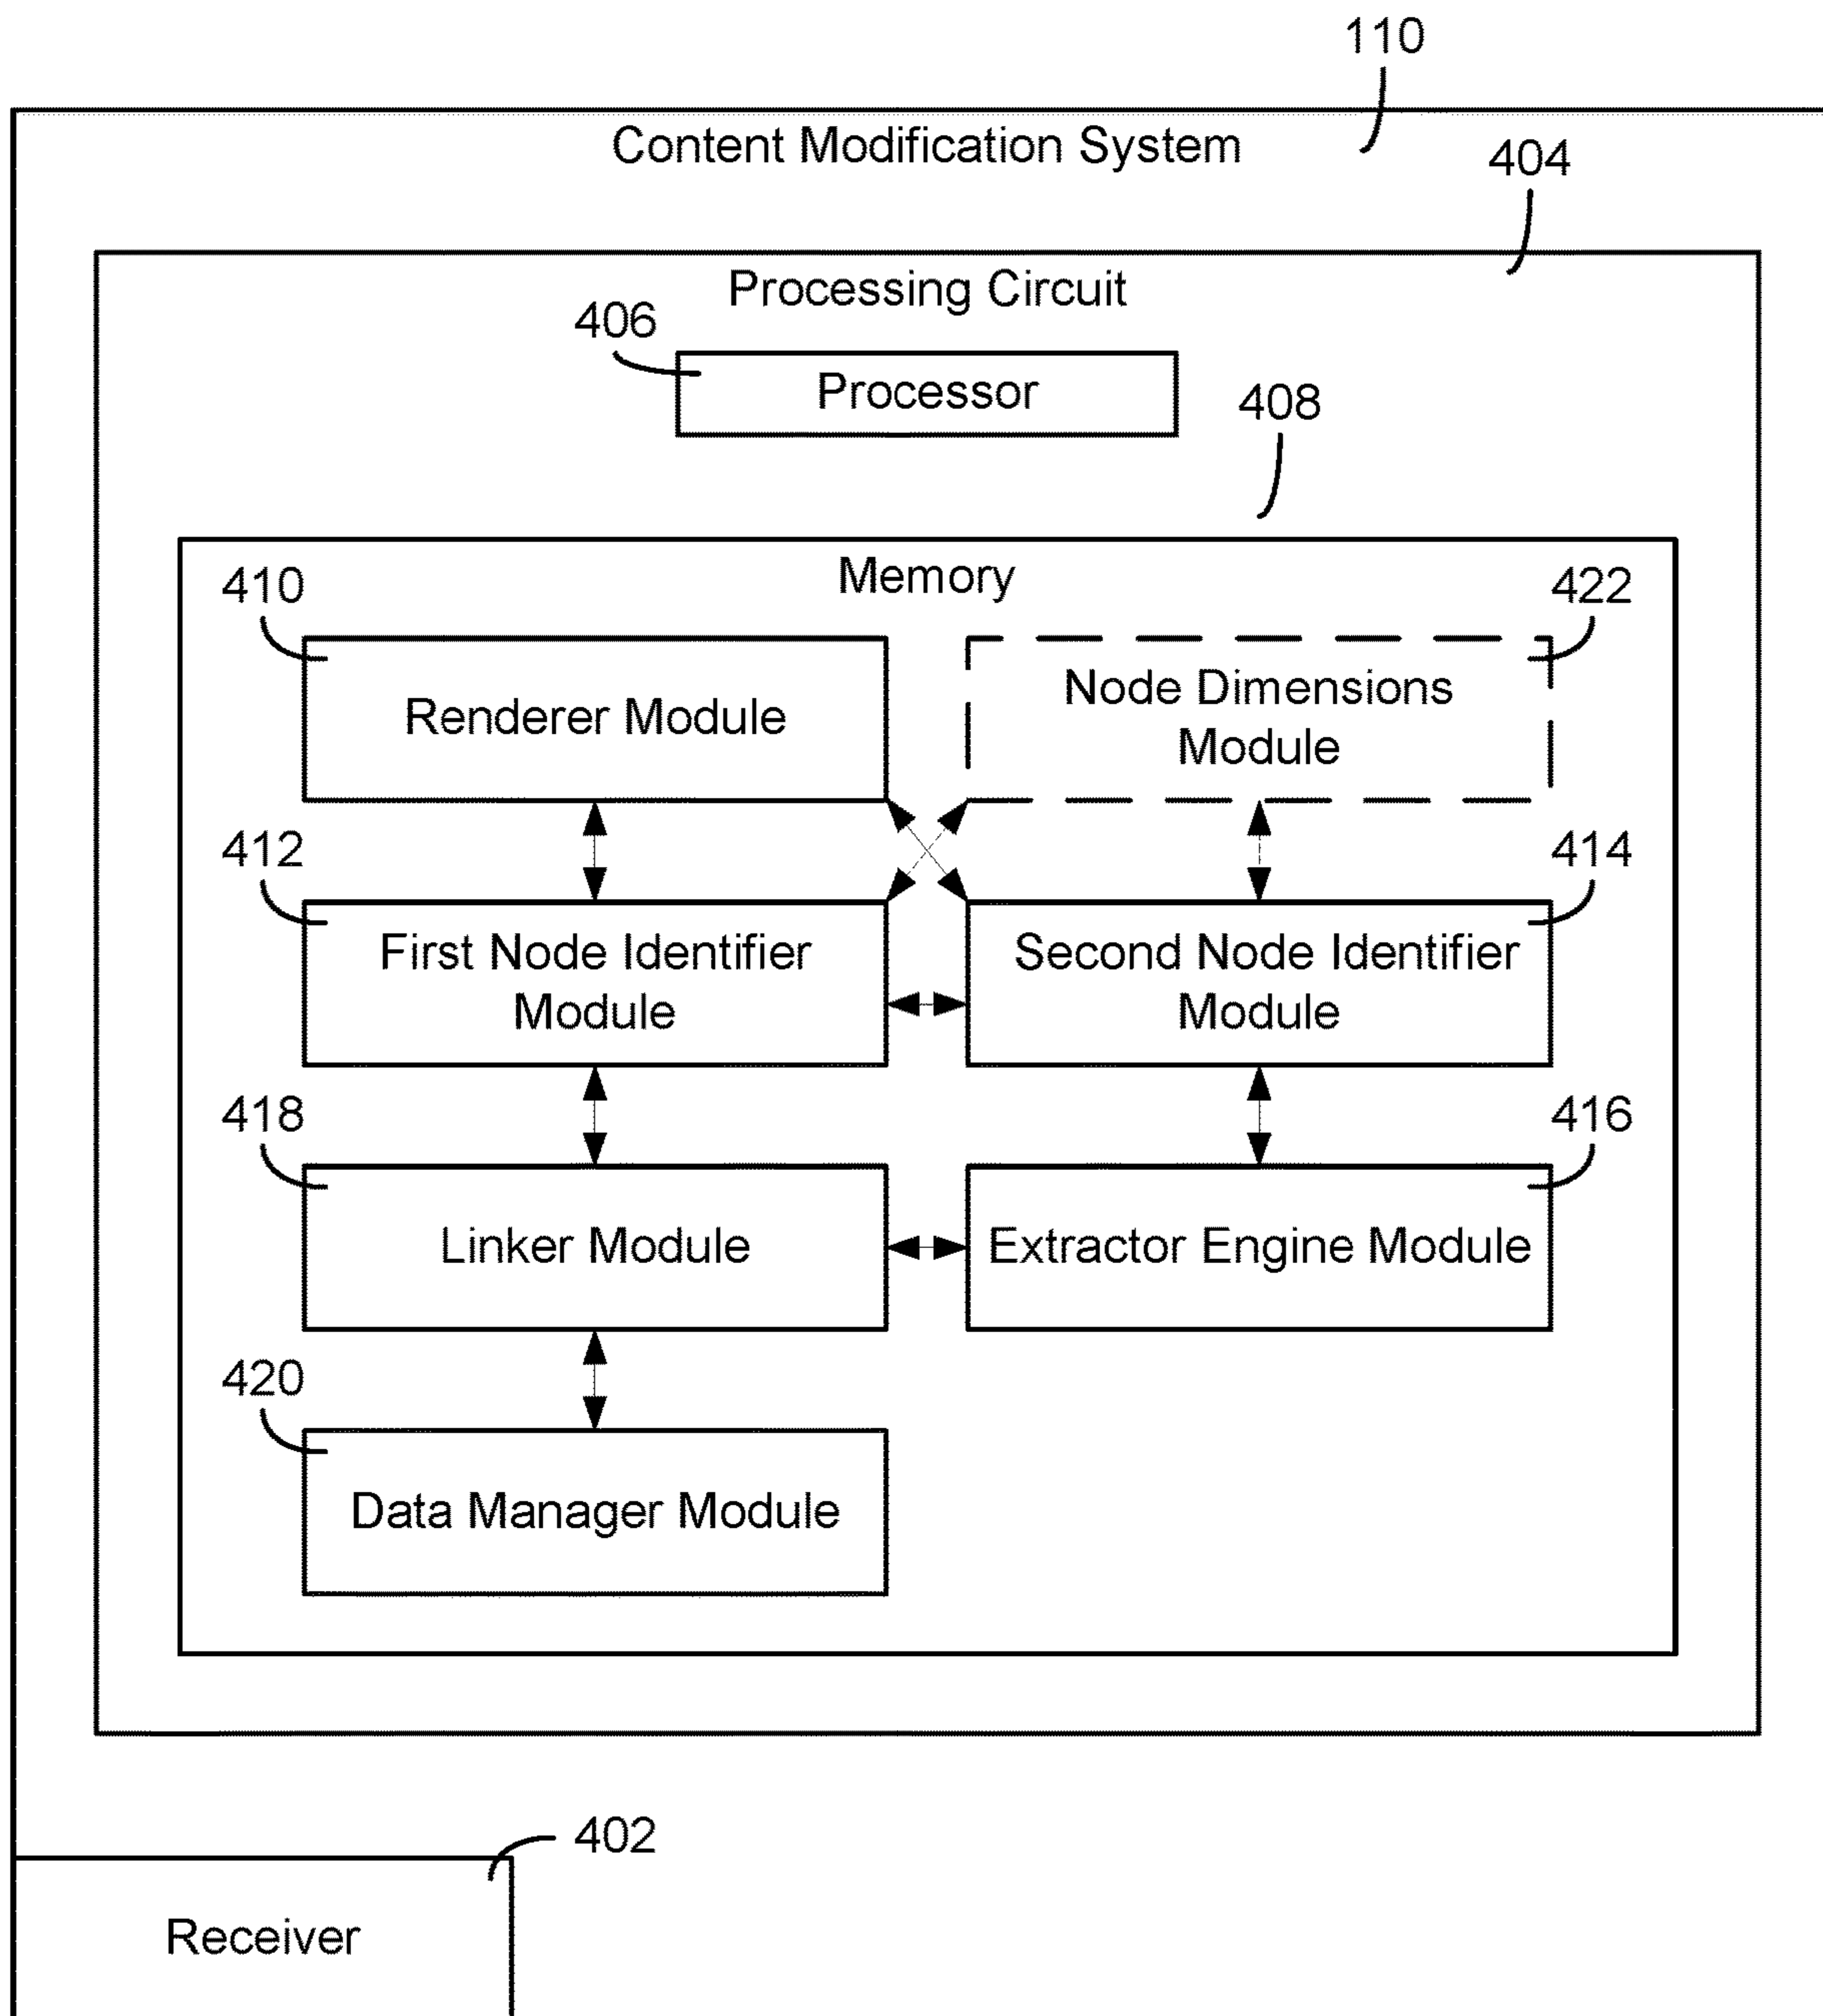 110
Content Modification System
404
Processing Circuit
406
Processor
408
Memory
410
422
Renderer Module
Node Dimensions
Module
412
414
First Node Identifier
Module
Second Node Identifier
Module
418
416
Linker Module
Extractor Engine Module
420
Data Manager Module
402
Receiver